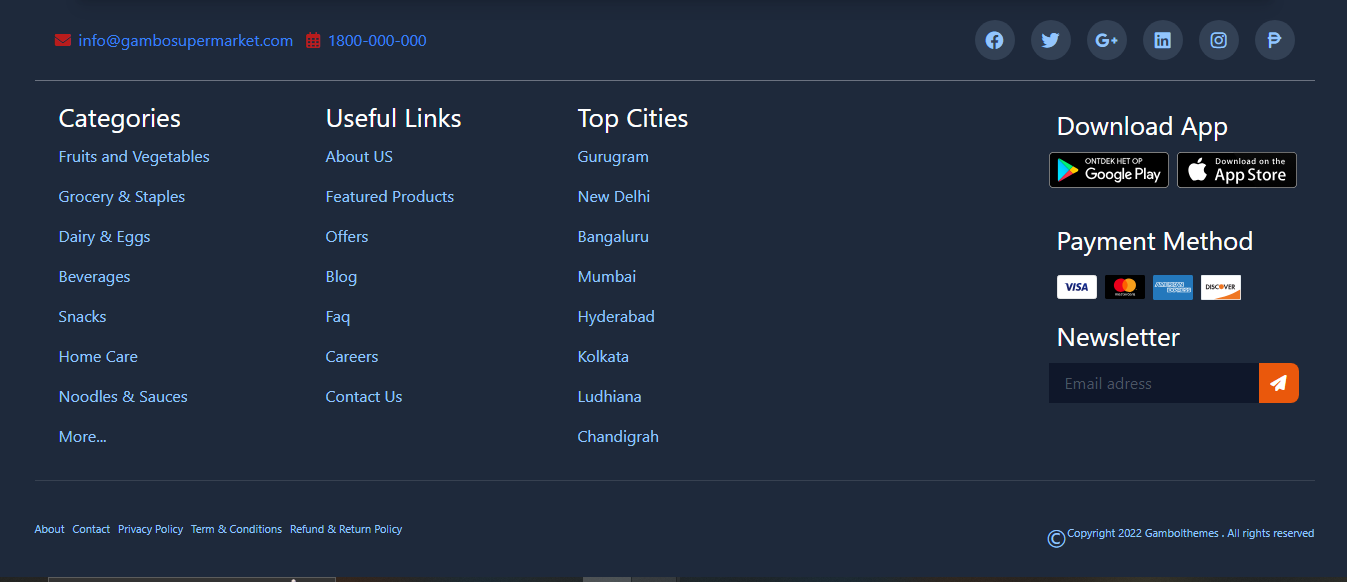 info@gambosupermarket.com 1800-000-000
Categories
Fruits and Vegetables
Grocery & Staples
Dairy & Eggs
Beverages
Snacks
Home Care
Noodles & Sauces
More...
Useful Links
About US
Featured Products
Offers
Blog
Faq
Careers
Contact Us
Top Cities
Gurugram
New Delhi
Bangaluru
Mumbai
Hyderabad
Kolkata
Ludhiana
Chandigrah
Download App
ONTDEK HET OP
Google Play
Download on the
App Store
Payment Method
VISA
mastercard
AMERICAN EXPRESS
DISCOVER
Newsletter
Email adress
About Contact Privacy Policy Term & Conditions Refund & Return Policy
© Copyright 2022 Gambolthemes . All rights reserved